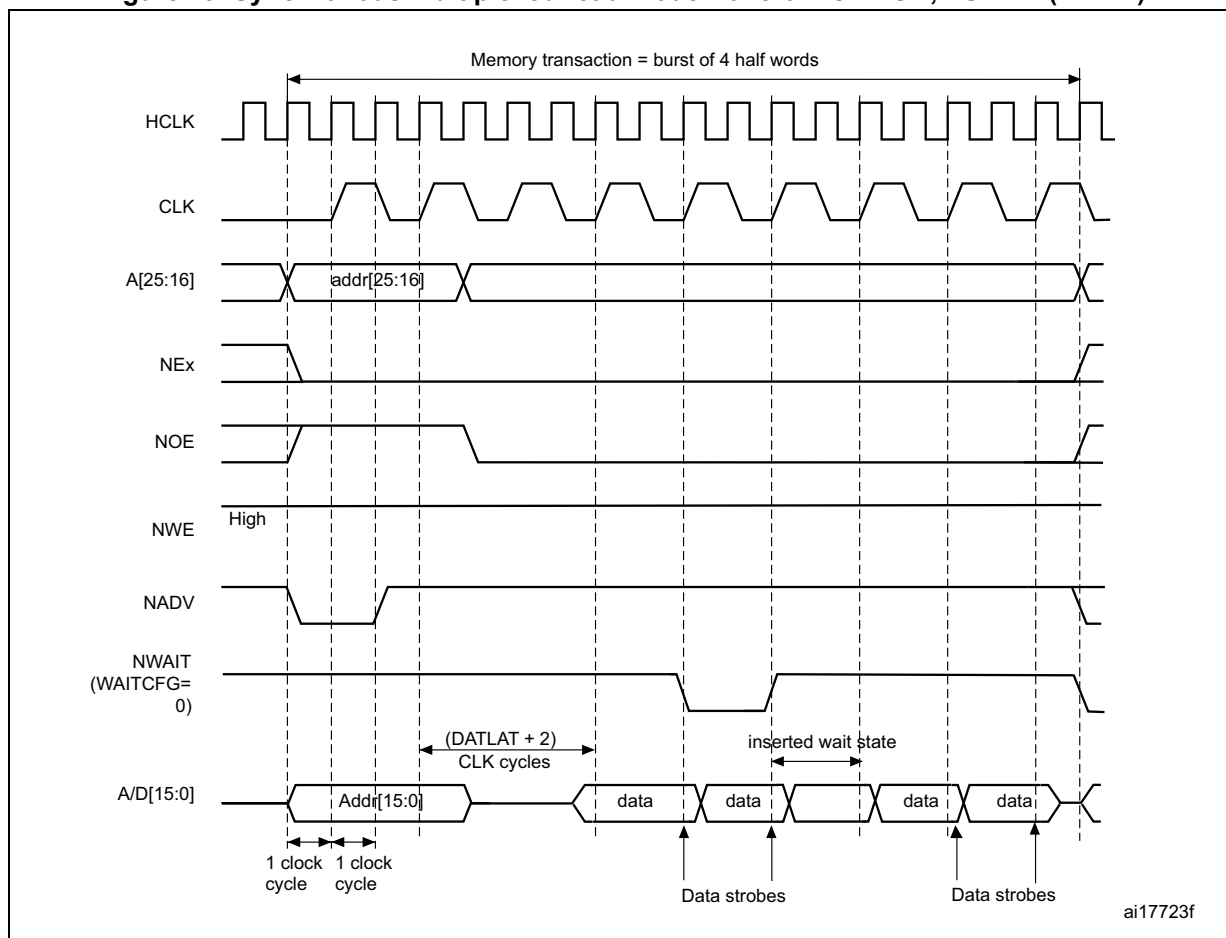 Memory transaction = burst of 4 half words
HCLK
CLK
A[25:16]
addr[25:16]
NEx
NOE
High
NWE
NADV
NWAIT
(WAITCFG=
0)
(DATLAT + 2)
CLK cycles
inserted wait state
A/D[15:0]
Addr[15:0]
data
data
data
data
1 clock
cycle
1 clock
cycle
Data strobes
Data strobes
ai17723f